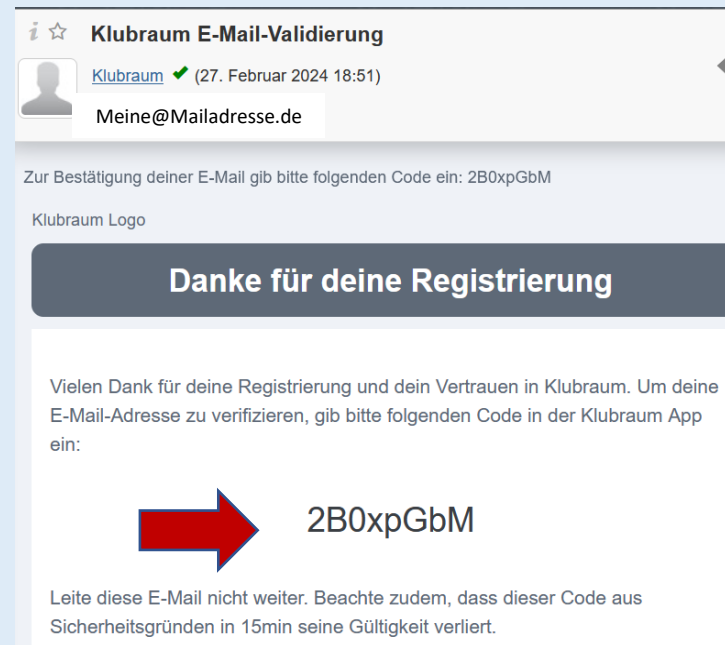 Klubraum E-Mail-Validierung
Klubraum (27. Februar 2024 18:51)
Meine@Mailadresse.de
Zur Bestätigung deiner E-Mail gib bitte folgenden Code ein: 2B0xpGbM
Klubraum Logo
Danke für deine Registrierung
Vielen Dank für deine Registrierung und dein Vertrauen in Klubraum. Um deine
E-Mail-Adresse zu verifizieren, gib bitte folgenden Code in der Klubraum App
ein:
2B0xpGbM
Leite diese E-Mail nicht weiter. Beachte zudem, dass dieser Code aus
Sicherheitsgründen in 15min seine Gültigkeit verliert.